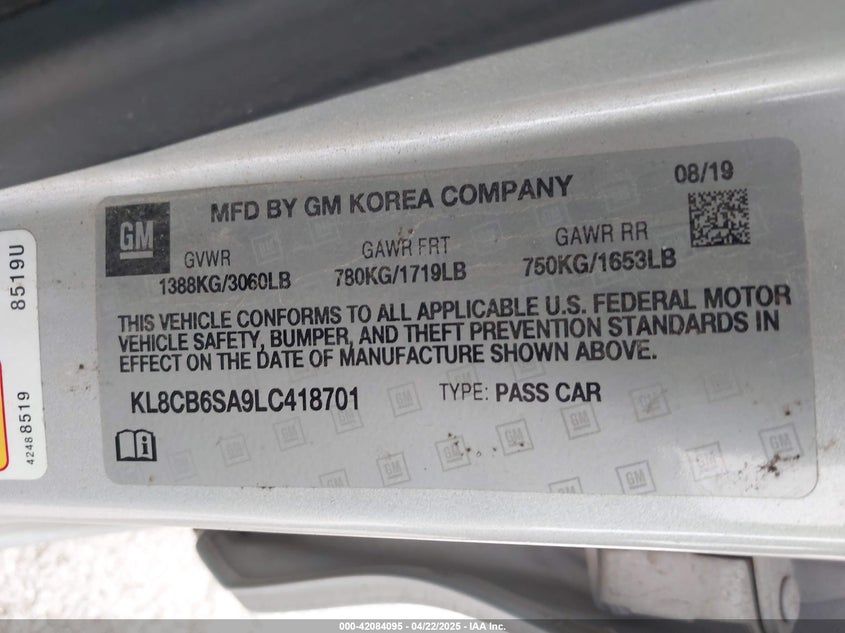 08/19
MFD BY GM KOREA COMPANY
GM
GVWR
GAWR FRT
GAWR RR
1388KG/3060LB
780KG/1719LB
750KG/1653LB
THIS VEHICLE CONFORMS TO ALL APPLICABLE U.S. FEDERAL MOTOR
VEHICLE SAFETY, BUMPER, AND THEFT PREVENTION STANDARDS IN
EFFECT ON THE DATE OF MANUFACTURE SHOWN ABOVE.
KL8CB6SA9LC418701
TYPE: PASS CAR
8519U
42488519
000-42084095 - 04/22/2025 - IAA Inc.